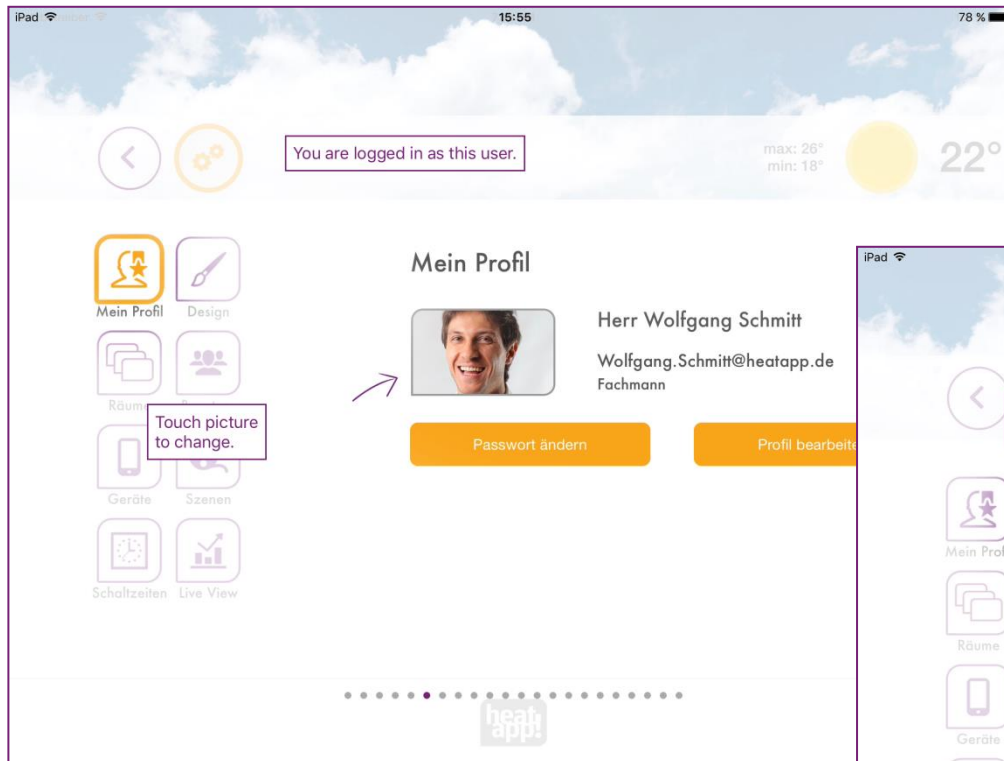 iPad
15:55
78 %
You are logged in as this user.
max: 26°
min: 18°
22°
Mein Profil
Mein Profil
Design
Herr Wolfgang Schmitt
Wolfgang.Schmitt@heatapp.de
Fachmann
Räume
Touch picture
to change.
Passwort ändern
Profil bearbeite
Geräte
Szenen
Schaltzeiten
Live View
heat
app!
iPad
Mein Prof
Räume
Geräte